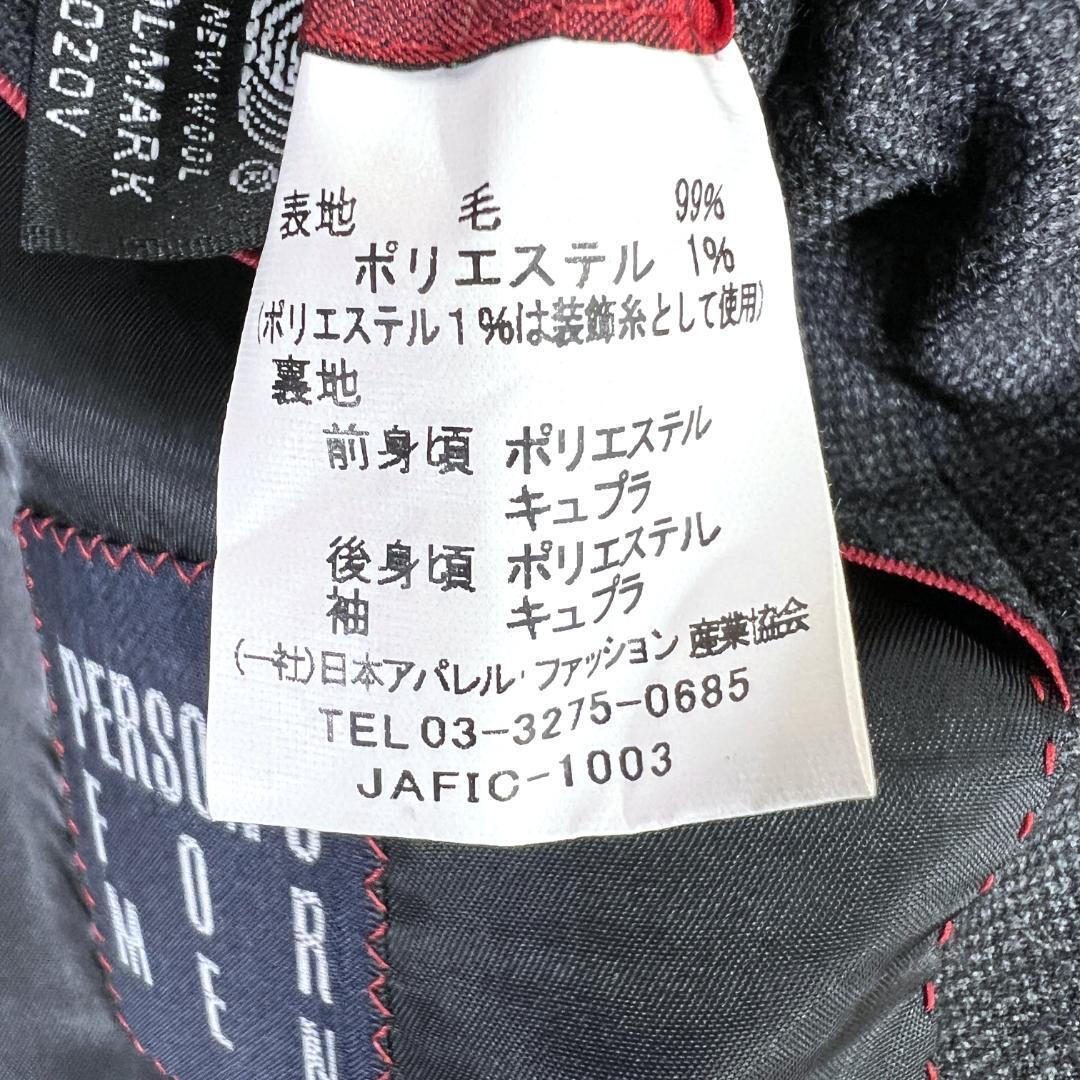 NEW WOOL
020V
表地 毛 99%
ポリエステル 1%
(ポリエステル1%は装飾糸として使用)
裏地
前身頃 ポリエステル
キュプラ
後身頃 ポリエステル
袖 キュプラ
(一社)日本アパレル・ファッション産業協会
TEL 03-3275-0685
JAFIC-1003